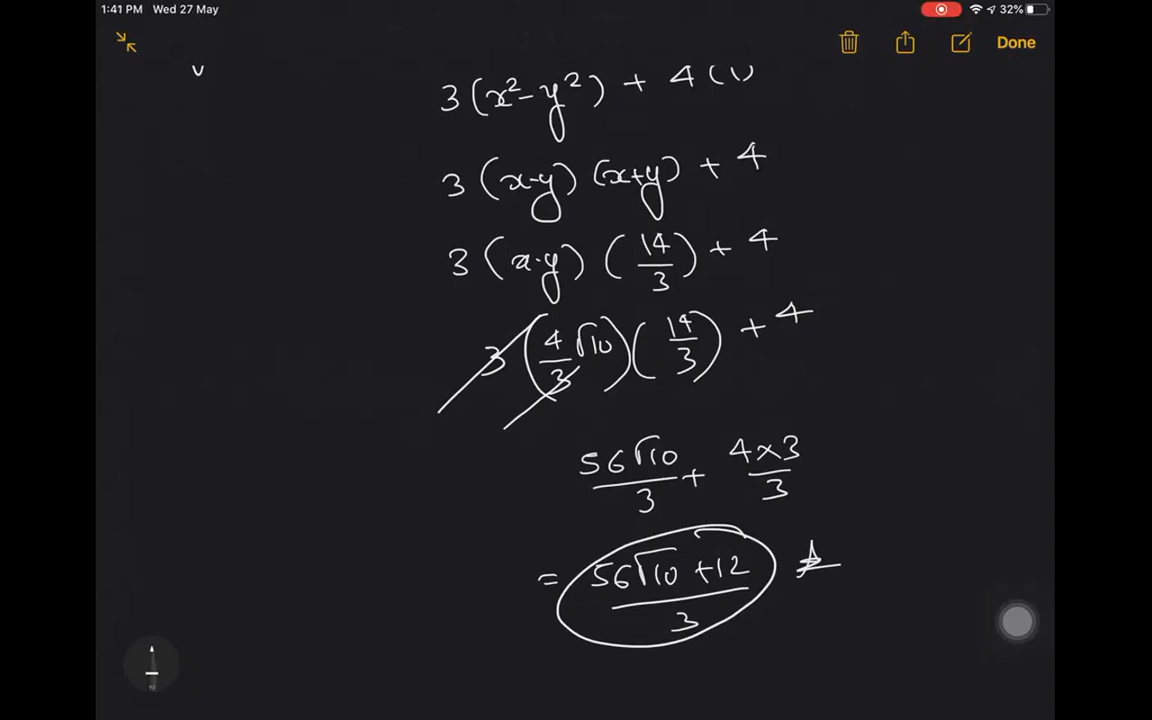 1:41 PM Wed 27 May 32%
Done
3(x²-y²) + 4(1)
3(x-y)(x+y) + 4
3(x-y)(14/3) + 4
3(4/3 √10)(14/3) + 4
56√10/3 + 4×3/3
= 56√10 +12/3